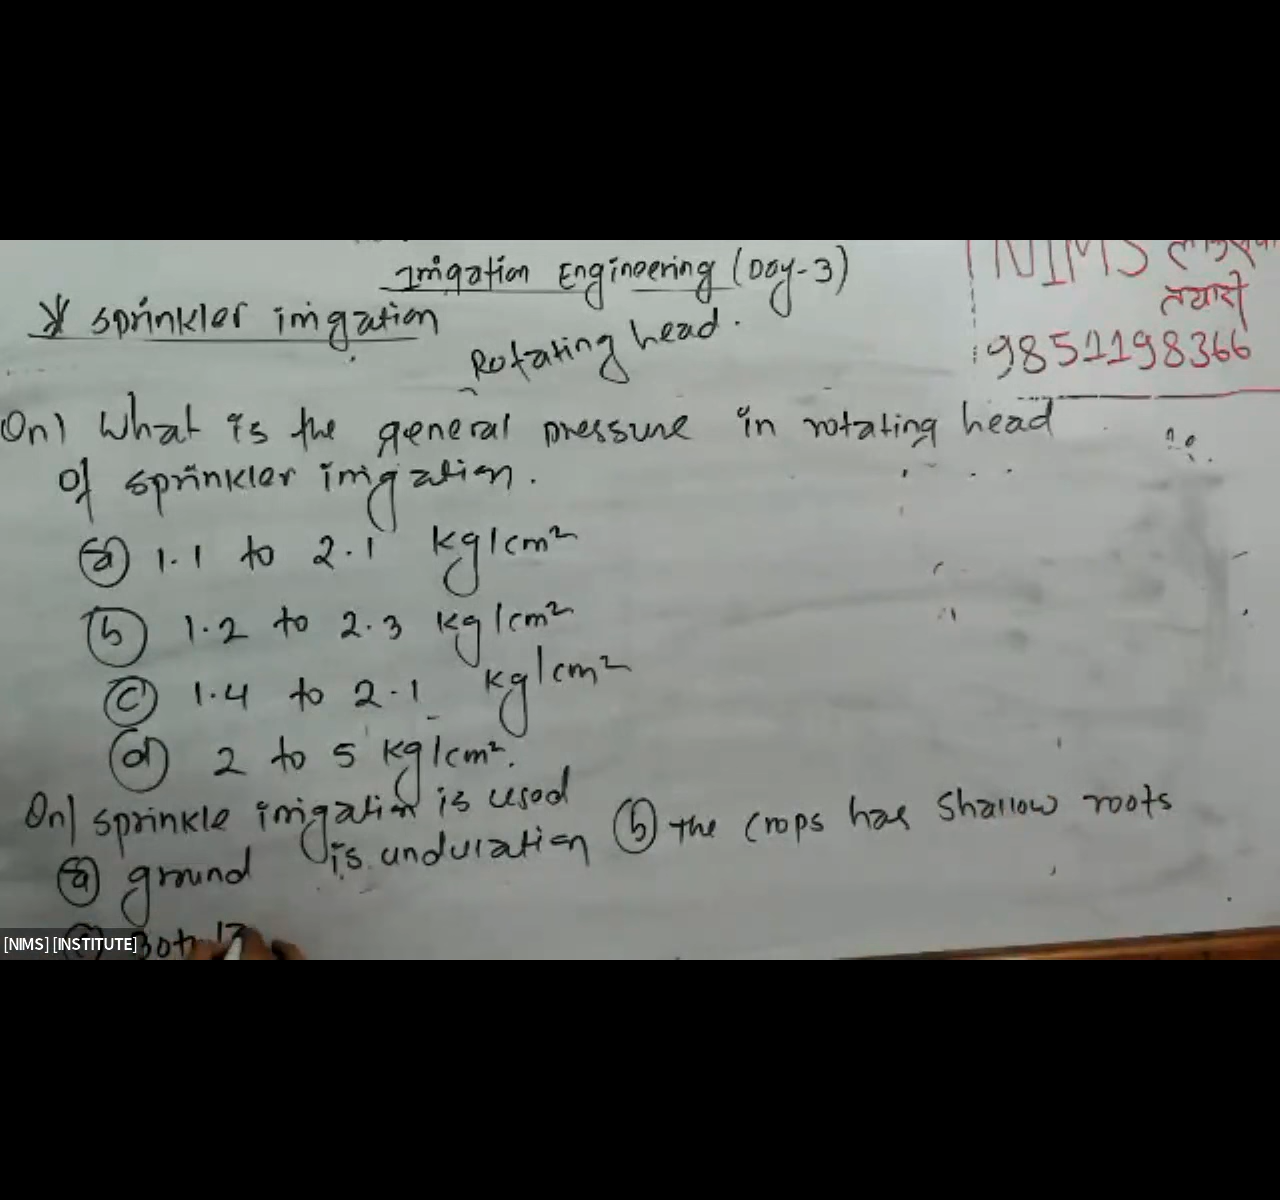 Irrigation Engineering (Day-3)
NIMS
तयारी
9851198366
* sprinkler irrigation
Rotating head.
Qn) What is the general pressure in rotating head
of sprinkler irrigation.
(a) 1.1 to 2.1 kg/cm²
(b) 1.2 to 2.3 kg/cm²
(c) 1.4 to 2.1 kg/cm²
(d) 2 to 5 kg/cm².
Qn) sprinkle irrigation is used
(a) ground is undulation (b) the crops has shallow roots
(c) Both
[NIMS] [INSTITUTE]